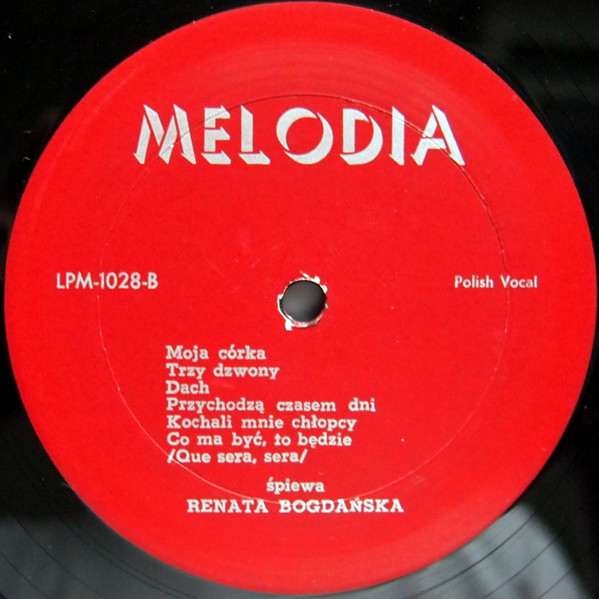 MELODIA
LPM-1028-B
Polish Vocal
Moja córka
Trzy dzwony
Dach
Przychodzą czasem dni
Kochali mnie chłopcy
Co ma być, to będzie
/Que sera, sera/
śpiewa
RENATA BOGDAŃSKA